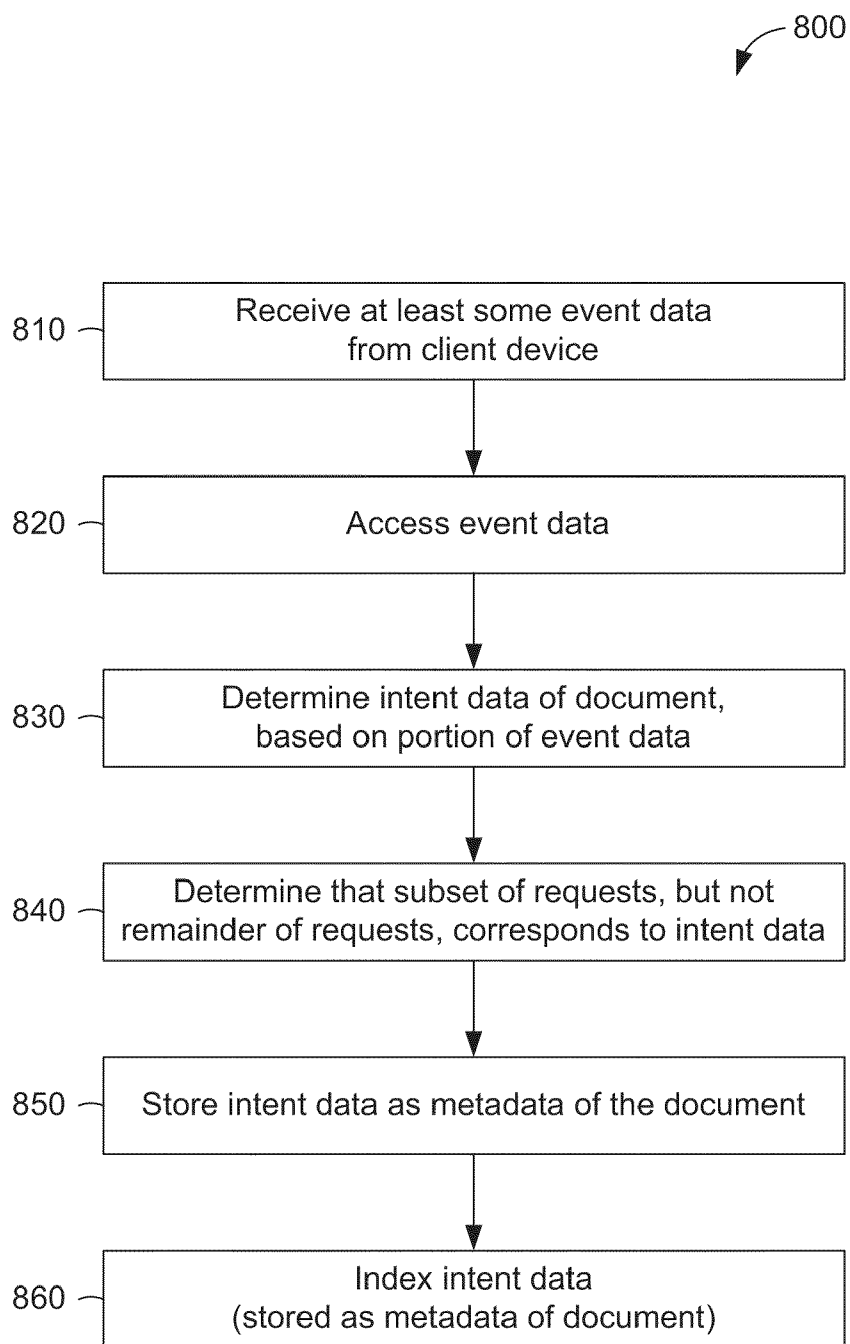 800
810
Receive at least some event data
from client device
820
Access event data
830
Determine intent data of document,
based on portion of event data
840
Determine that subset of requests, but not
remainder of requests, corresponds to intent data
850
Store intent data as metadata of the document
860
Index intent data
(stored as metadata of document)